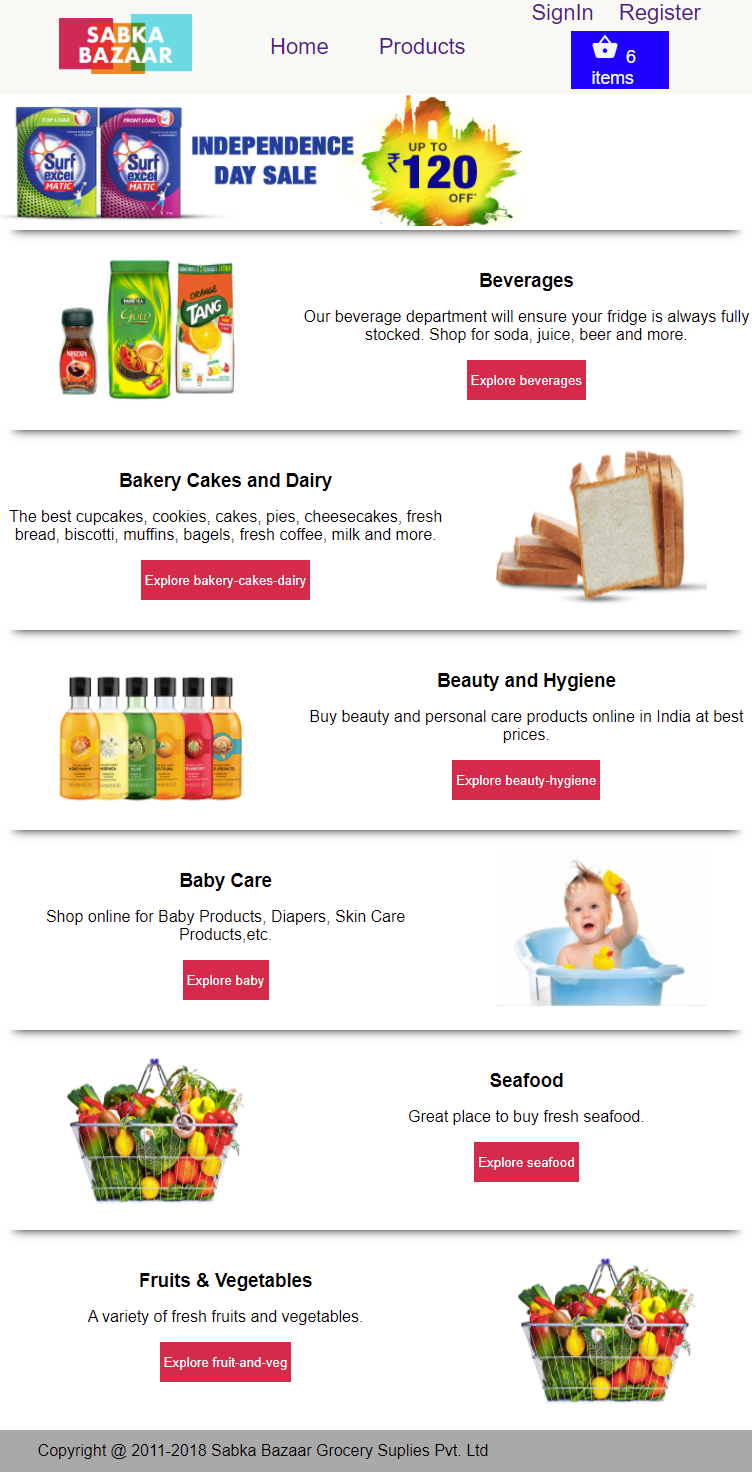 SABKA
BAZAAR
Home
Products
SignIn
Register
6
items
TOP LOAD
Surf
excel
MATIC
FRONT LOAD
Surf
excel
MATIC
INDEPENDENCE
DAY SALE
UP TO
₹120
OFF*
NESCAFE
Gold
ORANGE
TANG
Beverages
Our beverage department will ensure your fridge is always fully
stocked. Shop for soda, juice, beer and more.
Explore beverages
Bakery Cakes and Dairy
The best cupcakes, cookies, cakes, pies, cheesecakes, fresh
bread, biscotti, muffins, bagels, fresh coffee, milk and more.
Explore bakery-cakes-dairy
Beauty and Hygiene
Buy beauty and personal care products online in India at best
prices.
Explore beauty-hygiene
Baby Care
Shop online for Baby Products, Diapers, Skin Care
Products,etc.
Explore baby
Seafood
Great place to buy fresh seafood.
Explore seafood
Fruits & Vegetables
A variety of fresh fruits and vegetables.
Explore fruit-and-veg
Copyright @ 2011-2018 Sabka Bazaar Grocery Suplies Pvt. Ltd